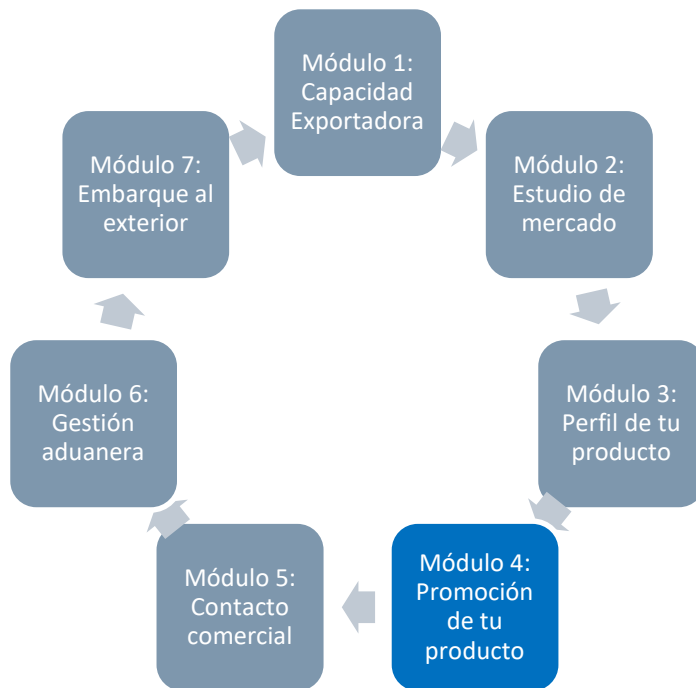 Módulo 1:
Capacidad
Exportadora
Módulo 2:
Estudio de
mercado
Módulo 3:
Perfil de tu
producto
Módulo 4:
Promoción
de tu
producto
Módulo 5:
Contacto
comercial
Módulo 6:
Gestión
aduanera
Módulo 7:
Embarque al
exterior